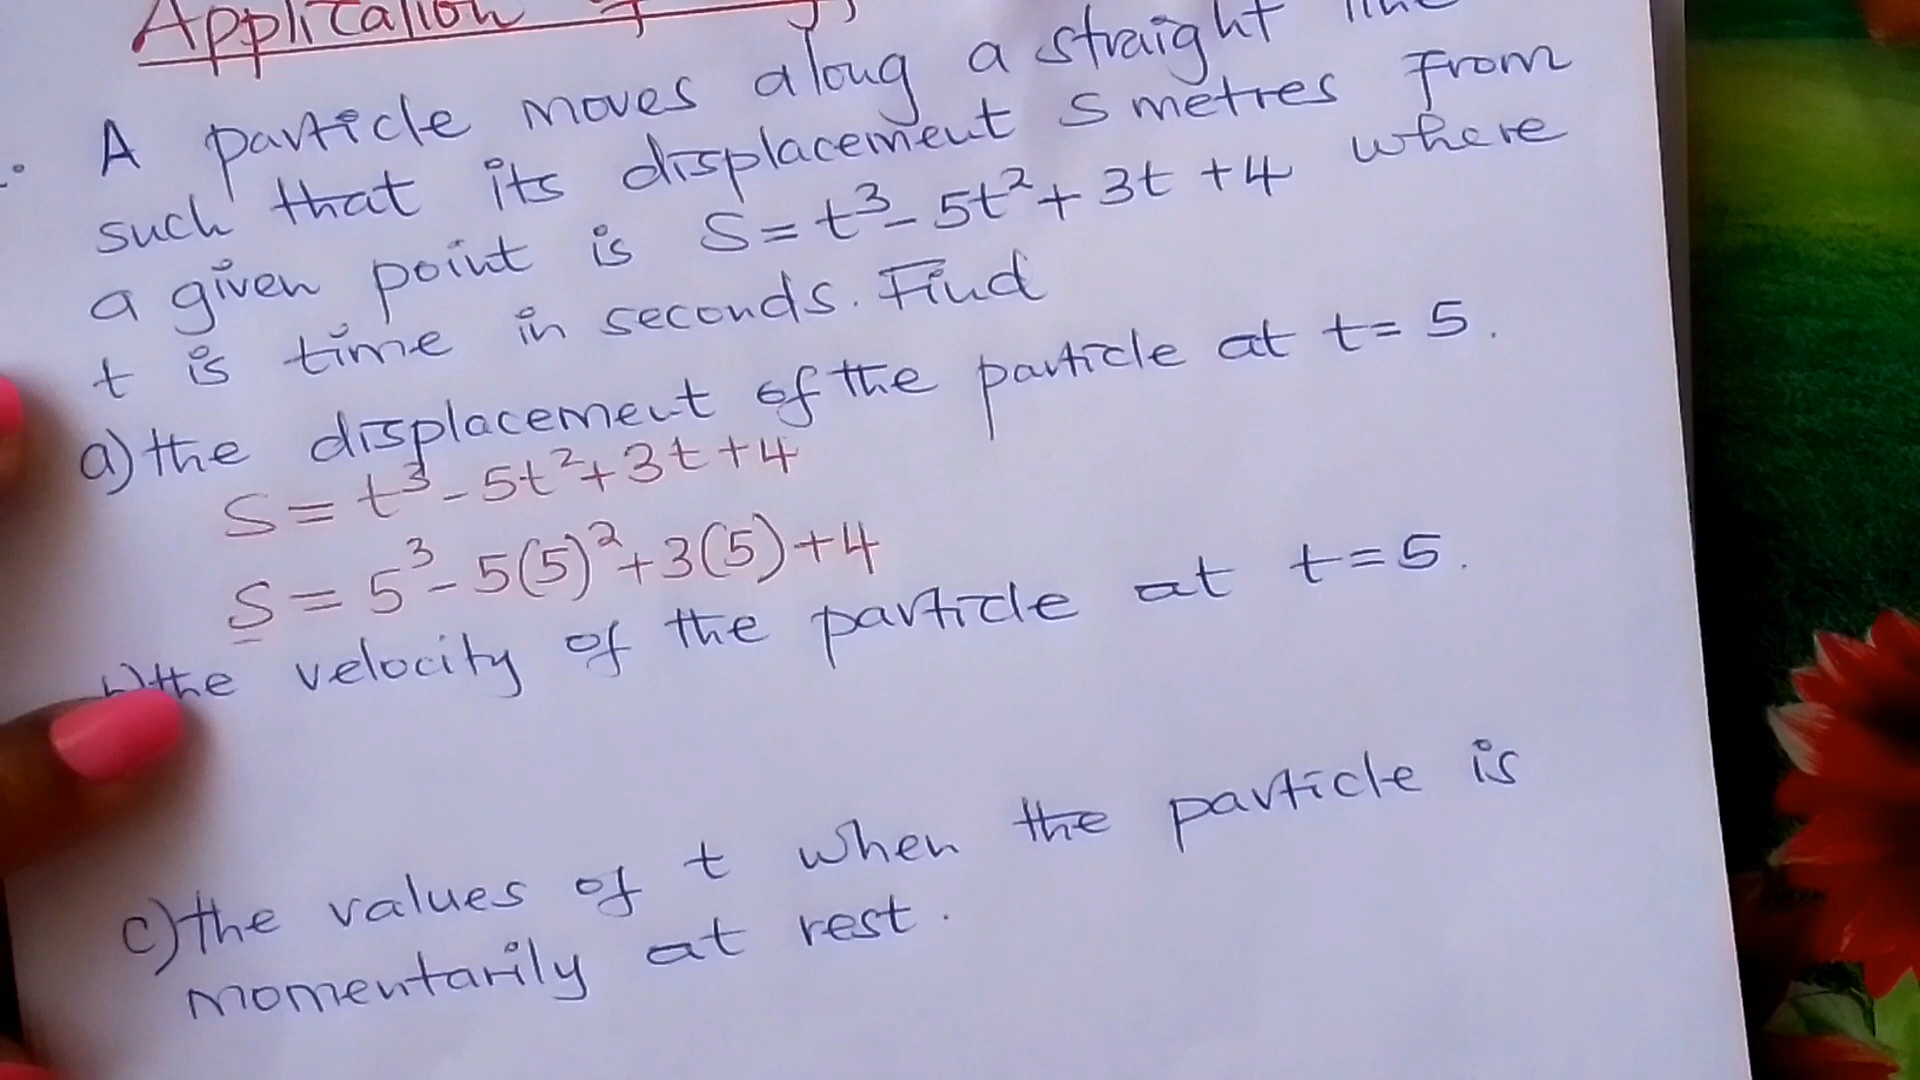 Application
A particle moves along a straight line
such that its displacement S metres from
a given point is S = t³ - 5t² + 3t + 4 where
t is time in seconds. Find
a) the displacement of the particle at t = 5.
S = t³ - 5t² + 3t + 4
S = 5³ - 5(5)² + 3(5) + 4
b) the velocity of the particle at t = 5.
c) the values of t when the particle is
momentarily at rest.